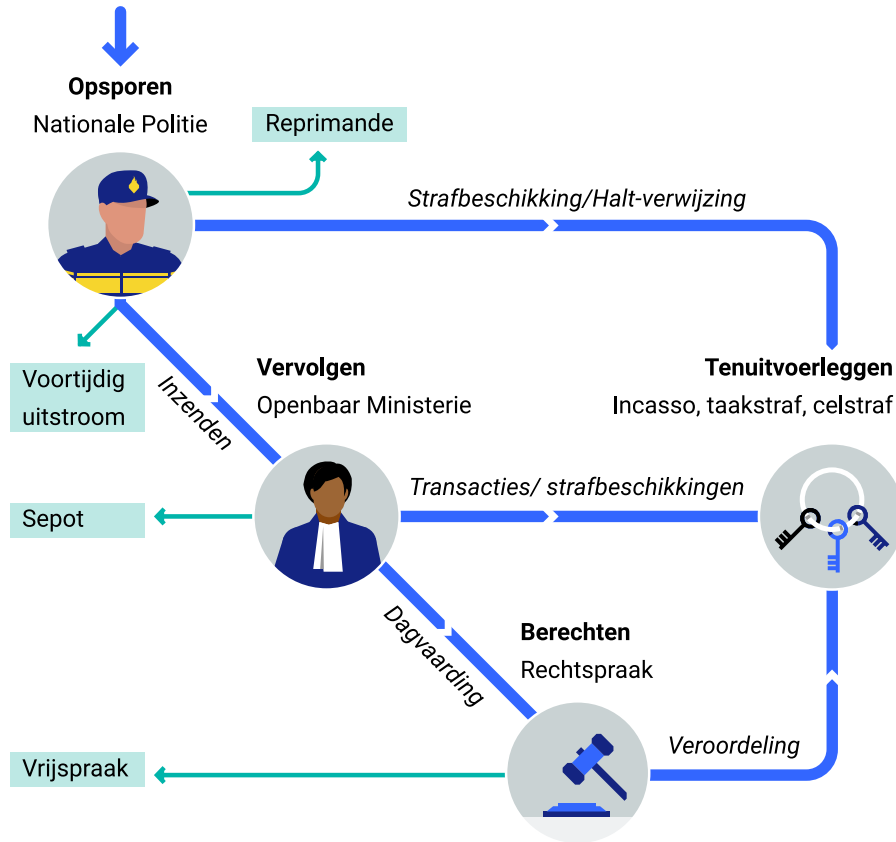 Opsporen
Nationale Politie
Reprimande
Strafbeschikking/Halt-verwijzing
Voortijdig
uitstroom
Inzenden
Vervolgen
Openbaar Ministerie
Tenuitvoerleggen
Incasso, taakstraf, celstraf
Sepot
Transacties/ strafbeschikkingen
Dagvaarding
Berechten
Rechtspraak
Vrijspraak
Veroordeling